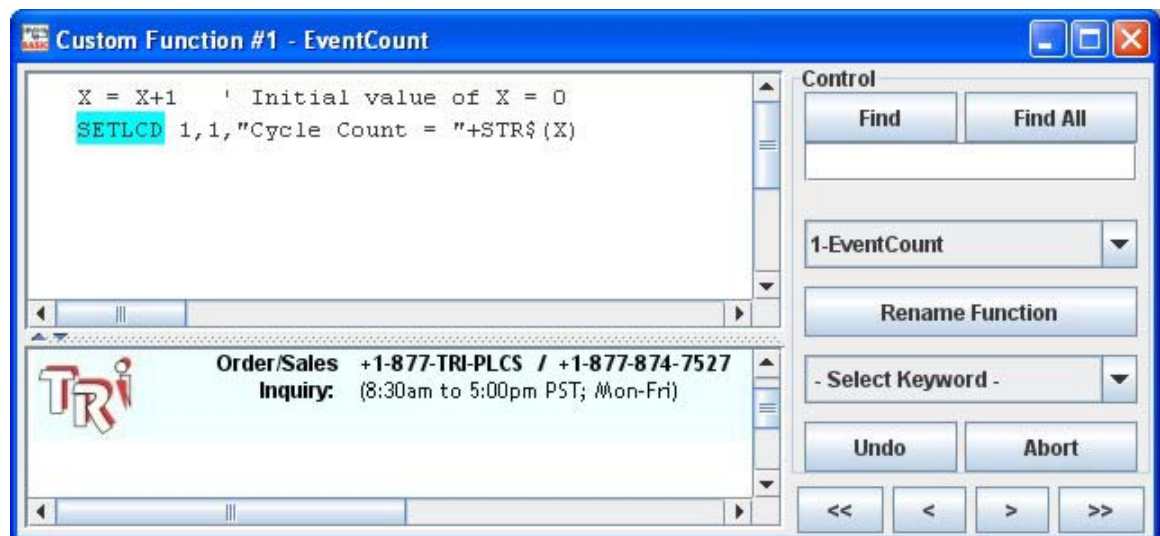 Custom Function #1 - EventCount
X = X+1   ' Initial value of X = 0
SETLCD 1,1,"Cycle Count = "+STR$(X)
Control
Find
Find All
1-EventCount
Rename Function
- Select Keyword -
Undo
Abort
<<
<
>
>>
TRi
Order/Sales +1-877-TRI-PLCS / +1-877-874-7527
Inquiry: (8:30am to 5:00pm PST; Mon-Fri)